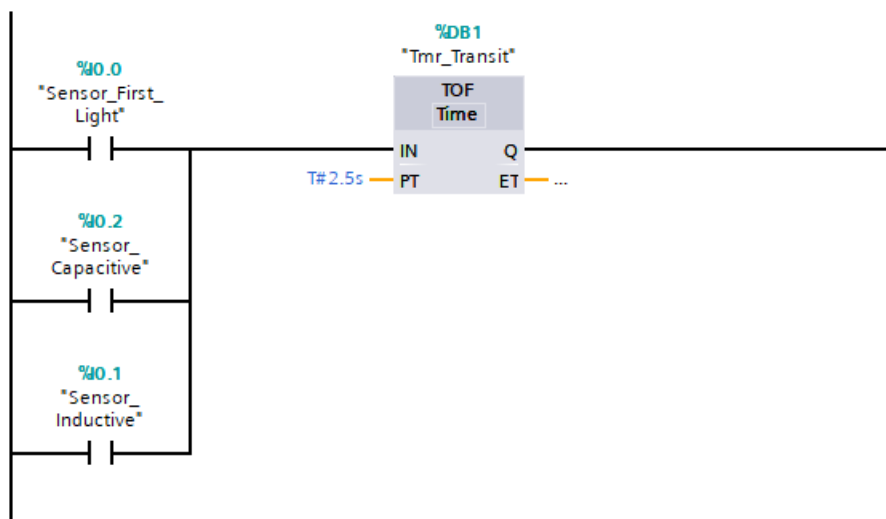 %DB1
"Tmr_Transit"
%I0.0
"Sensor_First_
Light"
TOF
Time
IN
Q
T#2.5s
PT
ET
...
%I0.2
"Sensor_
Capacitive"
%I0.1
"Sensor_
Inductive"